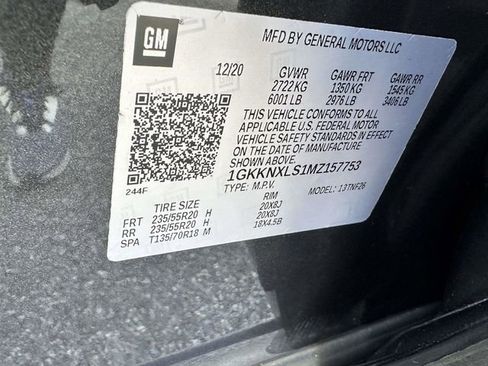 GM
MFD BY GENERAL MOTORS LLC
12/20 GVWR GAWR FRT GAWR RR
2722 KG 1350 KG 1545 KG
6001 LB 2976 LB 3406 LB
THIS VEHICLE CONFORMS TO ALL
APPLICABLE U.S. FEDERAL MOTOR
VEHICLE SAFETY STANDARDS IN EFFECT
ON THE DATE OF MANUFACTURE
SHOWN ABOVE.
1GKKNXLS1MZ157753
TYPE: M.P.V. MODEL: 13TNF26
244F
TIRE SIZE RIM
FRT 235/55R20 H 20X8J
RR 235/55R20 H 20X8J
SPA T135/70R18 M 18X4.5B